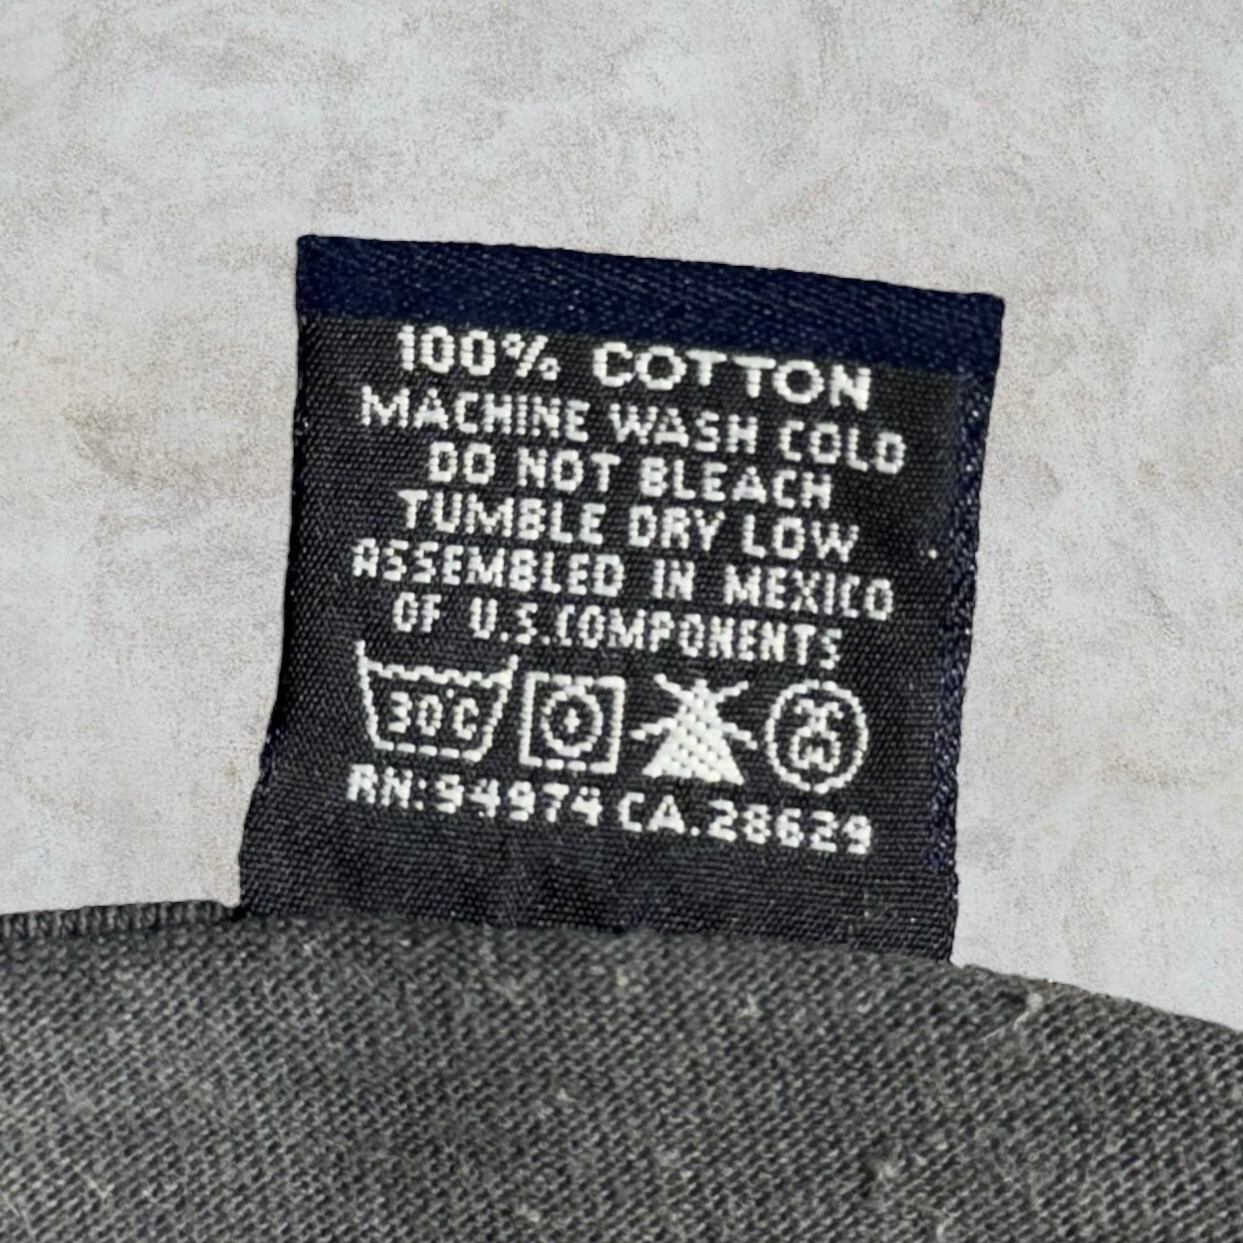 100% COTTON
MACHINE WASH COLD
DO NOT BLEACH
TUMBLE DRY LOW
ASSEMBLED IN MEXICO
OF U.S.COMPONENTS
30°C
RN:94974 CA.28629